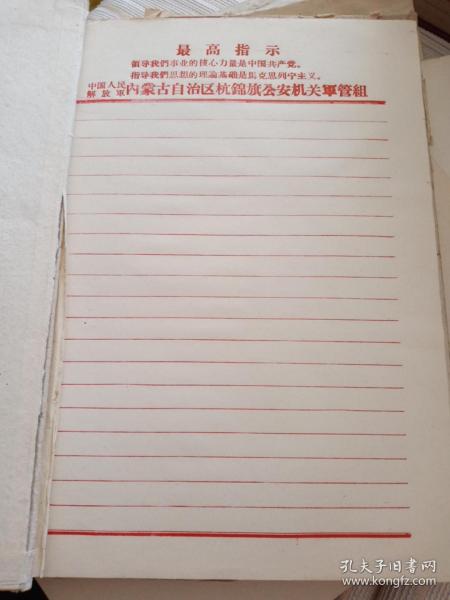 最高指示
領导我們事业的核心力量是中国共产党。
指导我們思想的理論基础是馬克思列宁主义。
中国人民解放軍內蒙古自治区杭錦旗公安机关軍管组
孔夫子旧书网
www.kongfz.com